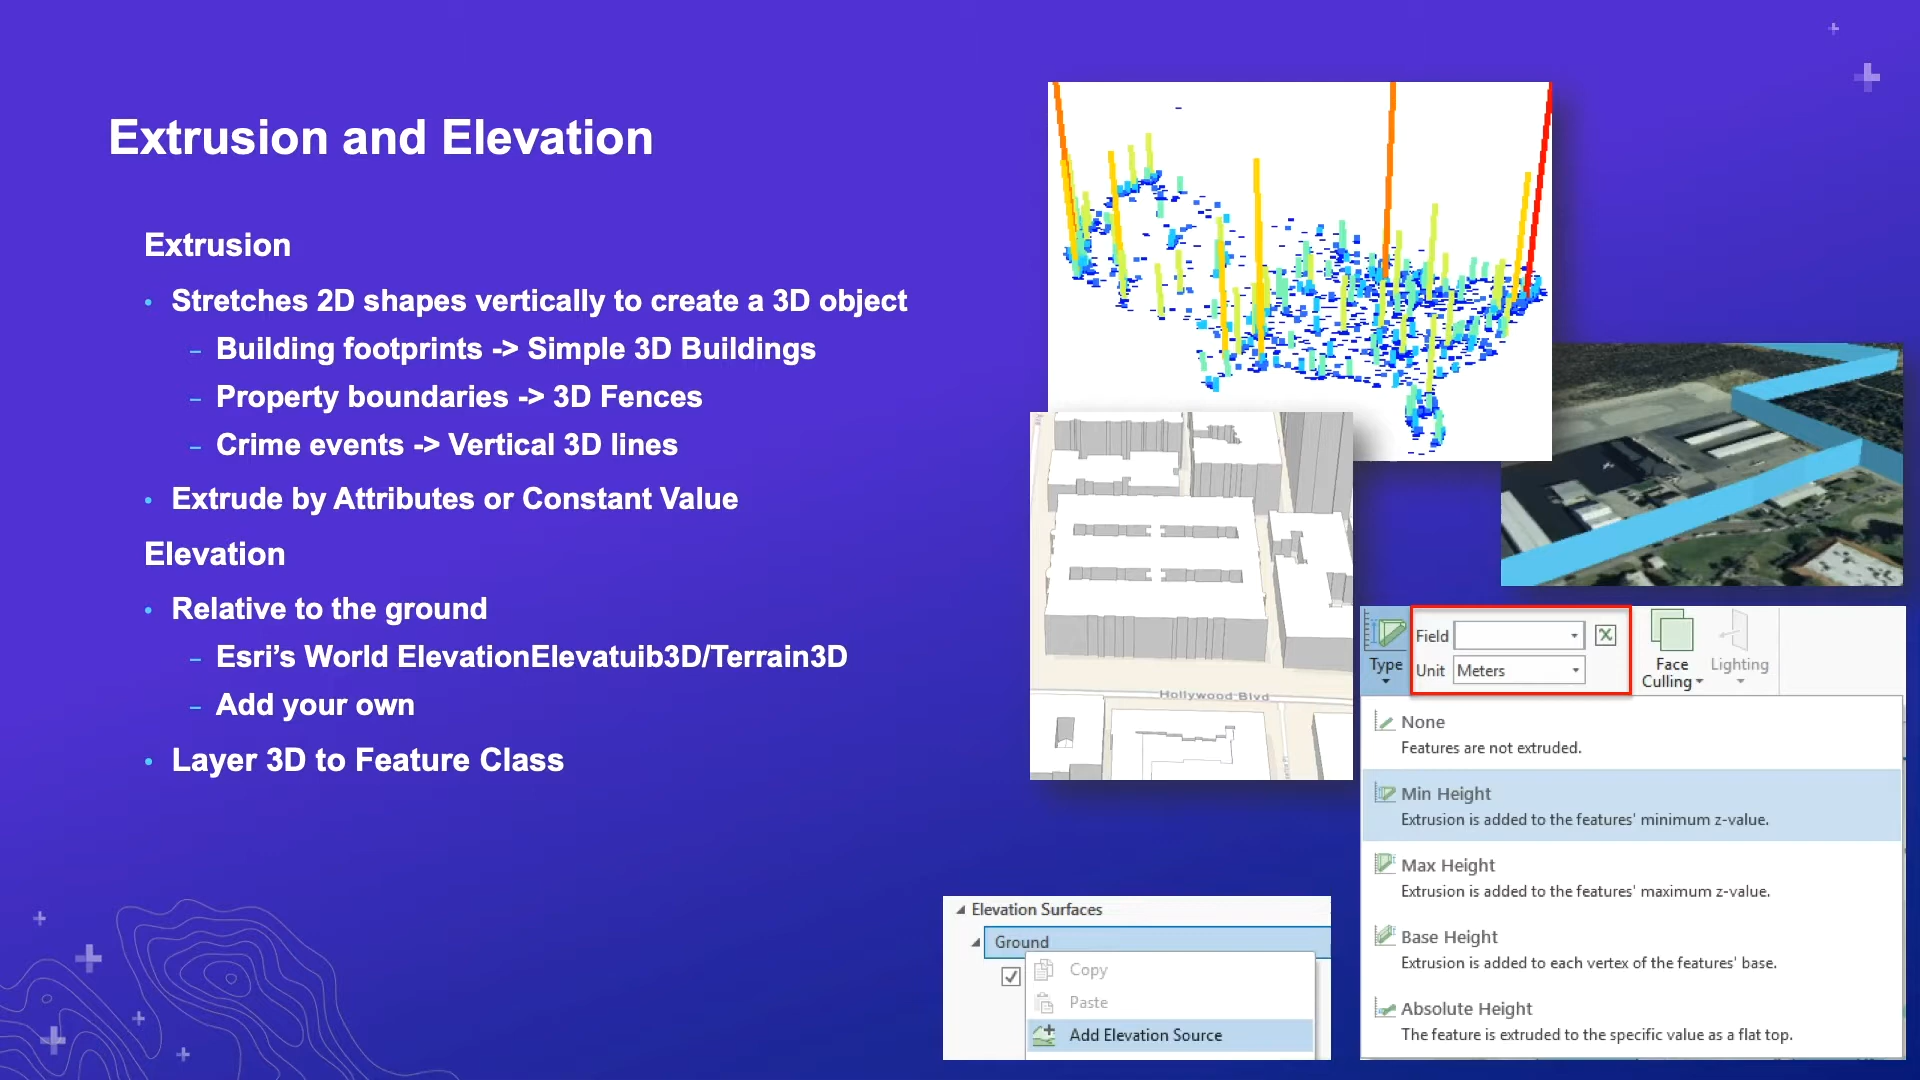 Extrusion and Elevation
Extrusion
• Stretches 2D shapes vertically to create a 3D object
– Building footprints -> Simple 3D Buildings
– Property boundaries -> 3D Fences
– Crime events -> Vertical 3D lines
• Extrude by Attributes or Constant Value
Elevation
• Relative to the ground
– Esri’s World ElevationElevatuib3D/Terrain3D
– Add your own
• Layer 3D to Feature Class
Hollywood Blvd
Type
Field
Unit Meters
Face Culling
Lighting
None
Features are not extruded.
Min Height
Extrusion is added to the features' minimum z-value.
Max Height
Extrusion is added to the features' maximum z-value.
Base Height
Extrusion is added to each vertex of the features' base.
Absolute Height
The feature is extruded to the specific value as a flat top.
Elevation Surfaces
Ground
Copy
Paste
Add Elevation Source